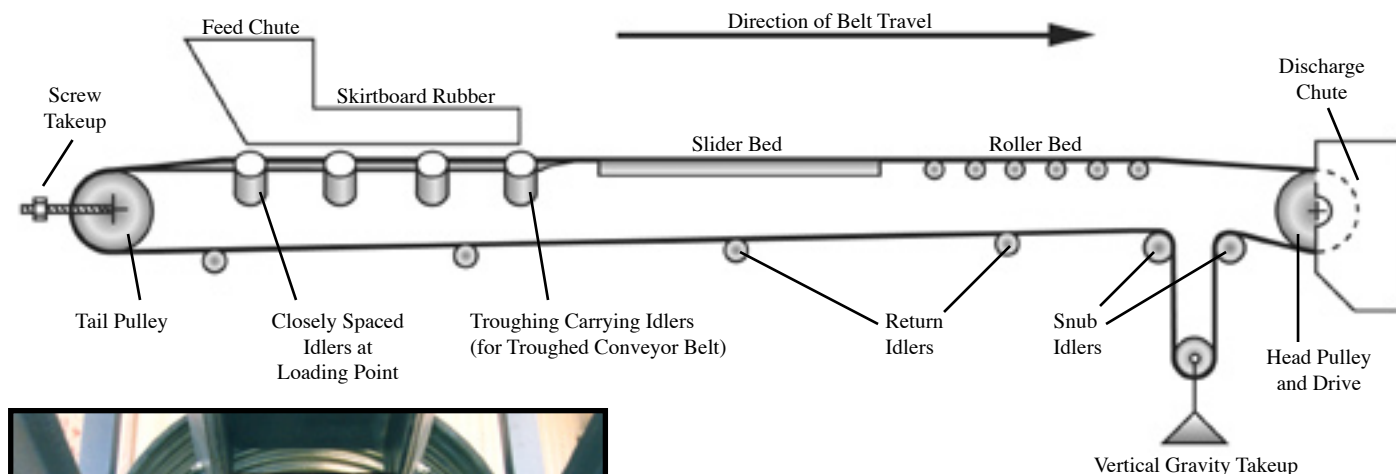 Feed Chute
Direction of Belt Travel
Discharge
Chute
Screw
Takeup
Skirtboard Rubber
Slider Bed
Roller Bed
Tail Pulley
Closely Spaced
Idlers at
Loading Point
Troughing Carrying Idlers
(for Troughed Conveyor Belt)
Return
Idlers
Snub
Idlers
Head Pulley
and Drive
Vertical Gravity Takeup